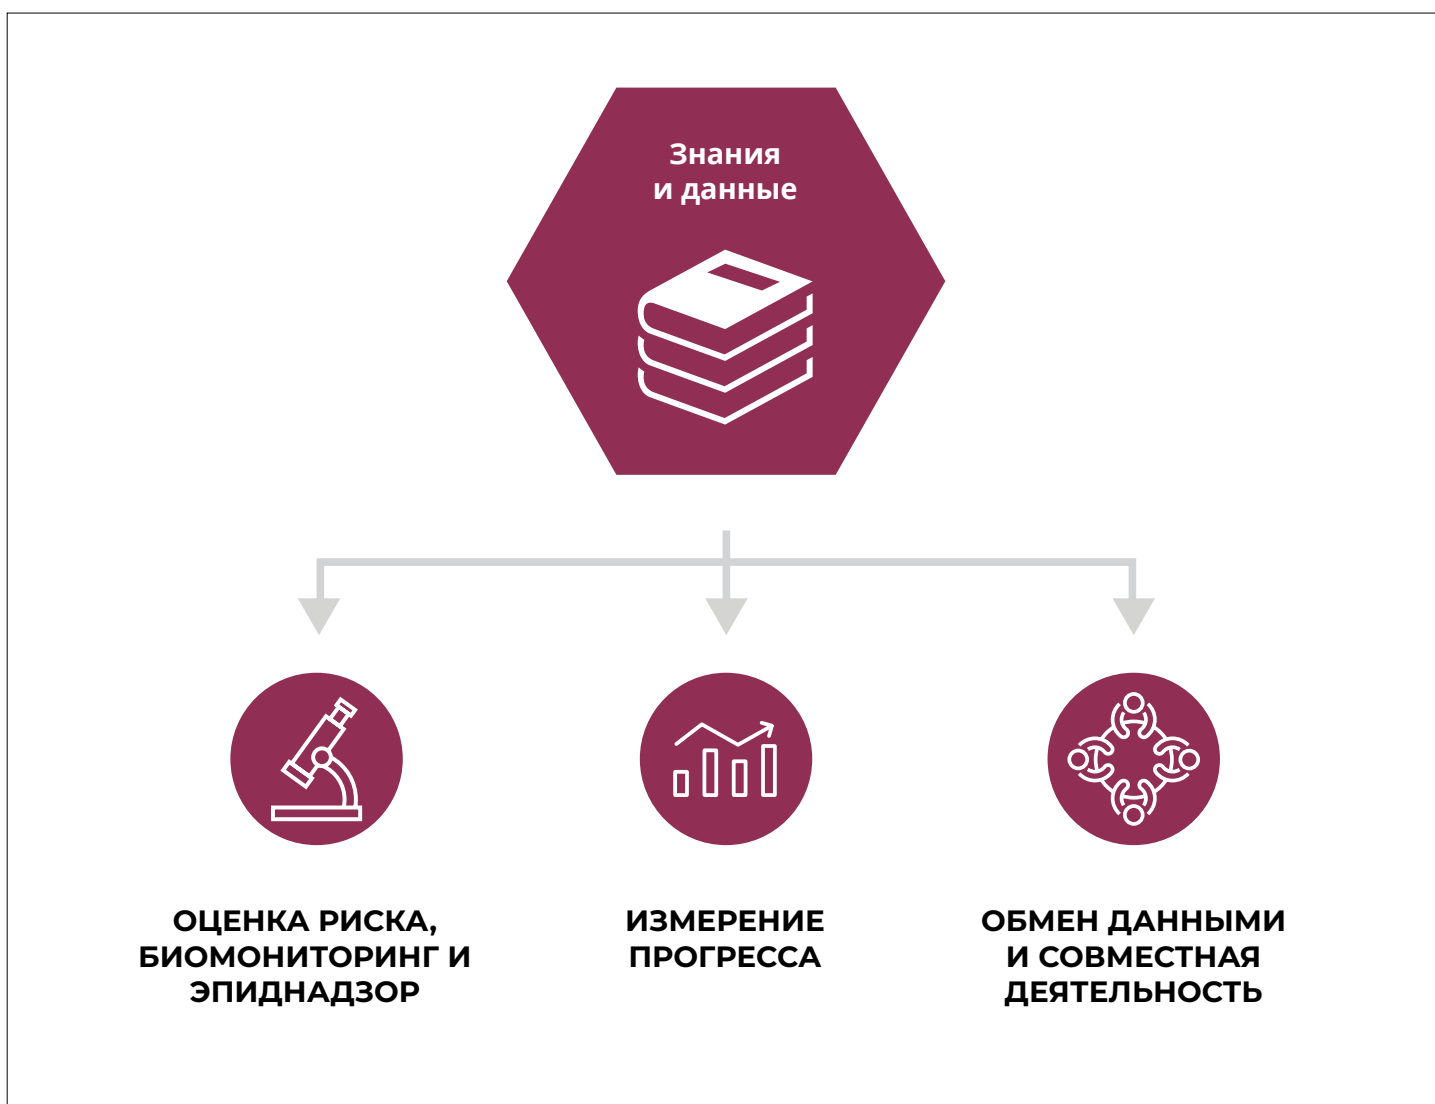 Знания
и данные
ОЦЕНКА РИСКА,
БИОМОНИТОРИНГ И
ЭПИДНАДЗОР
ИЗМЕРЕНИЕ
ПРОГРЕССА
ОБМЕН ДАННЫМИ
И СОВМЕСТНАЯ
ДЕЯТЕЛЬНОСТЬ